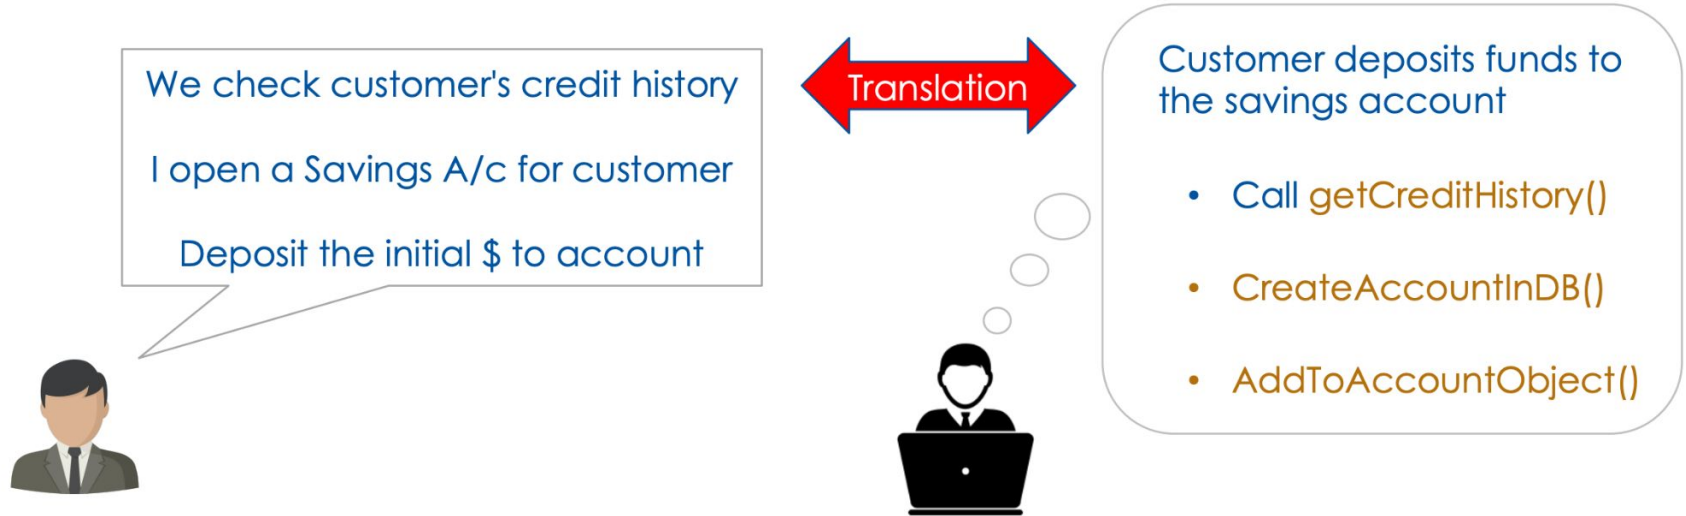 We check customer's credit history
I open a Savings A/c for customer
Deposit the initial $ to account
Translation
Customer deposits funds to
the savings account
• Call getCreditHistory()
• CreateAccountInDB()
• AddToAccountObject()